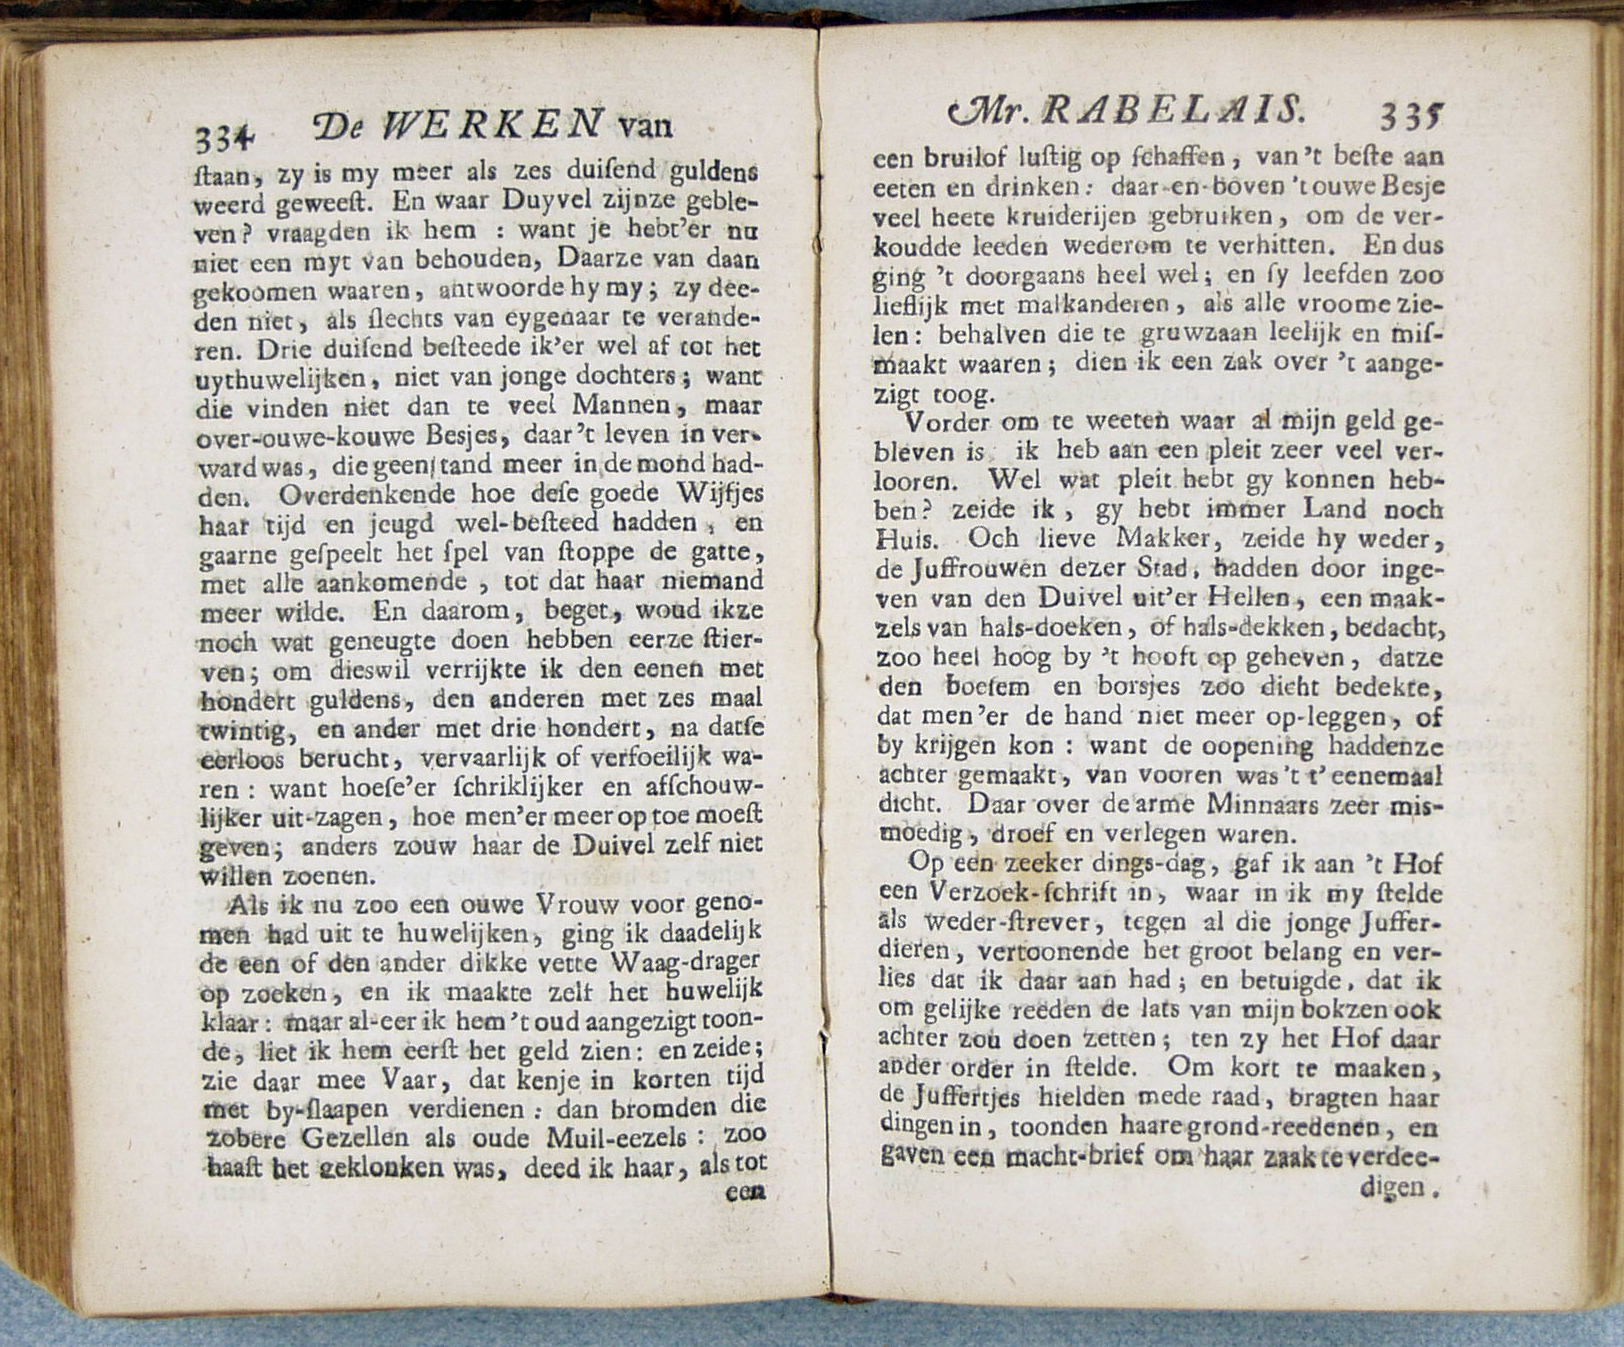 334 De WERKEN van
ſtaan, zy is my meer als zes duiſend guldens
weerd geweeſt. En waar Duyvel zijnze geble-
ven? vraagden ik hem : want je hebt'er nu
niet een myt van behouden, Daarze van daan
gekoomen waaren, antwoorde hy my; zy dee-
den niet, als ſlechts van eygenaar te verande-
ren. Drie duiſend beſteede ik'er wel af tot het
uythuwelijken, niet van jonge dochters; want
die vinden niet dan te veel Mannen, maar
over-ouwe-kouwe Besjes, daar't leven in ver-
ward was, die geen tand meer in de mond had-
den. Overdenkende hoe deſe goede Wijfjes
haar tijd en jeugd wel-beſteed hadden, en
gaarne geſpeelt het ſpel van ſtoppe de gatte,
met alle aankomende, tot dat haar niemand
meer wilde. En daarom, beget, woud ikze
noch wat geneugte doen hebben eerze ſtier-
ven; om dieswil verrijkte ik den eenen met
hondert guldens, den anderen met zes maal
twintig, en ander met drie hondert, na datſe
eerloos berucht, vervaarlijk of verfoeilijk wa-
ren : want hoeſe'er ſchriklijker en afſchouw-
lijker uit-zagen, hoe men'er meer op toe moeſt
geven; anders zouw haar de Duivel zelf niet
willen zoenen.
Als ik nu zoo een ouwe Vrouw voor geno-
men had uit te huwelijken, ging ik daadelijk
de een of den ander dikke vette Waag-drager
op zoeken, en ik maakte zelf het huwelijk
klaar: maar al-eer ik hem 't oud aangezigt toon-
de, liet ik hem eerſt het geld zien: en zeide;
zie daar mee Vaar, dat kenje in korten tijd
met by-ſlaapen verdienen: dan bromden die
zobere Gezellen als oude Muil-eezels : zoo
haaſt het geklonken was, deed ik haar, als tot
een
Mr. RABELAIS. 335
een bruilof luſtig op ſchaffen, van't beſte aan
eeten en drinken: daar-en-boven 't ouwe Besje
veel heete kruiderijen gebruiken, om de ver-
koudde leeden wederom te verhitten. En dus
ging 't doorgaans heel wel; en ſy leefden zoo
lieflijk met malkanderen, als alle vroome zie-
len: behalven die te gruwzaan leelijk en miſ-
maakt waaren; dien ik een zak over 't aange-
zigt toog.
Vorder om te weeten waar al mijn geld ge-
bleven is, ik heb aan een pleit zeer veel ver-
looren. Wel wat pleit hebt gy konnen heb-
ben? zeide ik, gy hebt immer Land noch
Huis. Och lieve Makker, zeide hy weder,
de Juffrouwen dezer Stad, hadden door inge-
ven van den Duivel uit'er Hellen, een maak-
zels van hals-doeken, of hals-dekken, bedacht,
zoo heel hoog by 't hooft op geheven, datze
den boeſem en borsjes zoo dicht bedekte,
dat men'er de hand niet meer op-leggen, of
by krijgen kon : want de oopening haddenze
achter gemaakt, van vooren was't t'eenemaal
dicht. Daar over de arme Minnaars zeer mis-
moedig, droef en verlegen waren.
Op een zeeker dings-dag, gaf ik aan 't Hof
een Verzoek-ſchrift in, waar in ik my ſtelde
als weder-ſtrever, tegen al die jonge Juffer-
dieren, vertoonende het groot belang en ver-
lies dat ik daar aan had; en betuigde, dat ik
om gelijke reeden de lats van mijn bokzen ook
achter zou doen zetten; ten zy het Hof daar
ander order in ſtelde. Om kort te maaken,
de Juffertjes hielden mede raad, bragten haar
dingen in, toonden haare grond-reedenen, en
gaven een macht-brief om haar zaak te verdee-
digen.